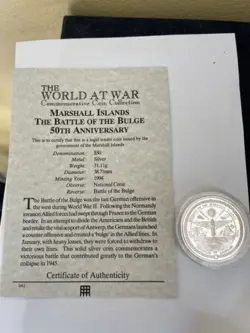 THE
WORLD AT WAR
Commemorative Coin Collection
MARSHALL ISLANDS
THE BATTLE OF THE BULGE
50TH ANNIVERSARY
This is to certify that this is a legal tender coin issued by the
government of the Marshall Islands
Denomination: $50
Metal: Silver
Weight: 31.11g
Diameter: 38.7mm
Minting Year: 1994
Obverse: National Crest
Reverse: Battle of the Bulge
The Battle of the Bulge was the last German offensive in
the west during World War II. Following the Normandy
invasion Allied forces had swept through France to the German
border. In an attempt to divide the Americans and the British
and retake the vital seaport of Antwerp, the Germans launched
a counter offensive and created a 'bulge' in the Allied lines. By
January, with heavy losses, they were forced to withdraw to
their own lines. This solid silver coin commemorates a
victorious battle that contributed greatly to the German's
collapse in 1945.
Certificate of Authenticity